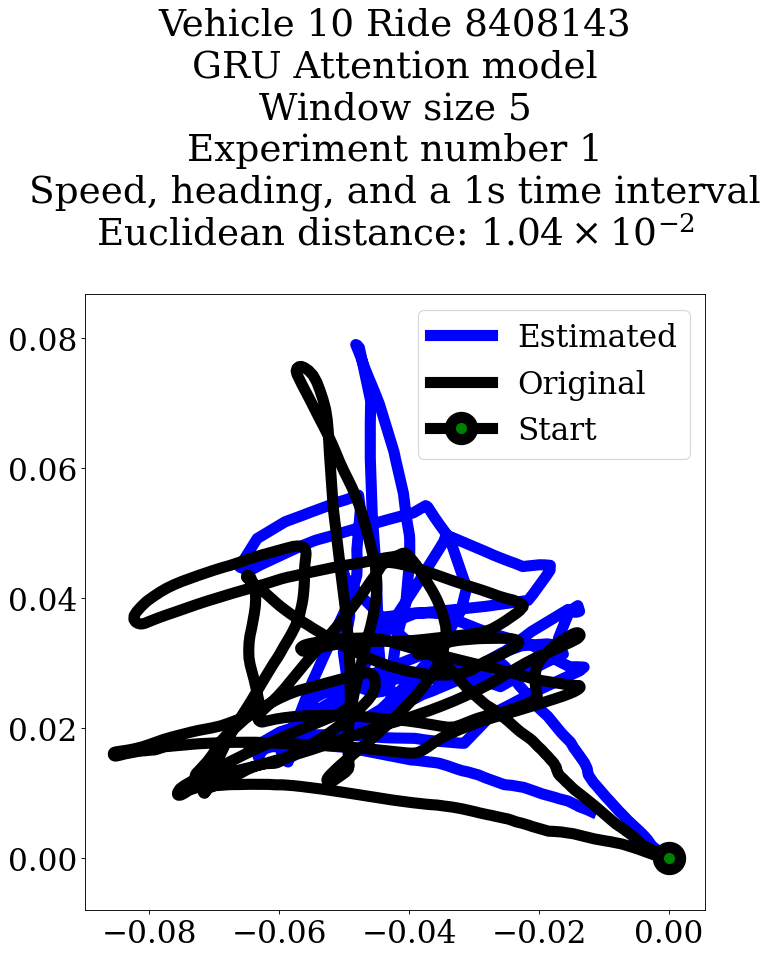 Vehicle 10 Ride 8408143
GRU Attention model
Window size 5
Experiment number 1
Speed, heading, and a 1s time interval
Euclidean distance: 1.04 × 10⁻²
Estimated
Original
Start
0.08
0.06
0.04
0.02
0.00
−0.08 −0.06 −0.04 −0.02 0.00